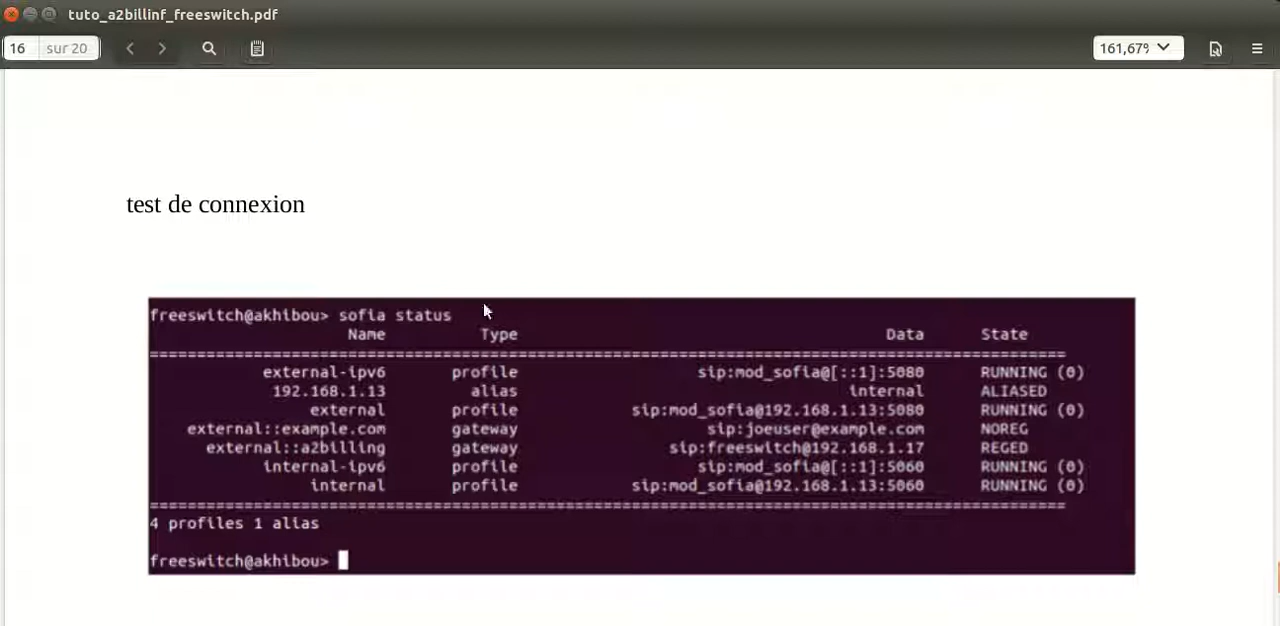 tuto_a2billinf_freeswitch.pdf
16 sur 20 161,67%
test de connexion
freeswitch@akhibou> sofia status
Name Type Data State
=================================================================================================
external-ipv6 profile sip:mod_sofia@[::1]:5080 RUNNING (0)
192.168.1.13 alias internal ALIASED
external profile sip:mod_sofia@192.168.1.13:5080 RUNNING (0)
external::example.com gateway sip:joeuser@example.com NOREG
external::a2billing gateway sip:freeswitch@192.168.1.17 REGED
internal-ipv6 profile sip:mod_sofia@[::1]:5060 RUNNING (0)
internal profile sip:mod_sofia@192.168.1.13:5060 RUNNING (0)
=================================================================================================
4 profiles 1 alias
freeswitch@akhibou>